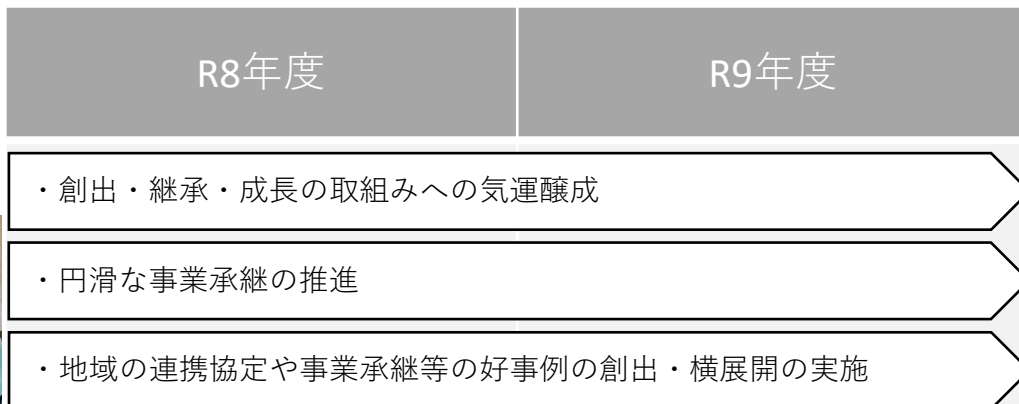 R8年度
R9年度
・創出・継承・成長の取組みへの気運醸成
・円滑な事業承継の推進
・地域の連携協定や事業承継等の好事例の創出・横展開の実施